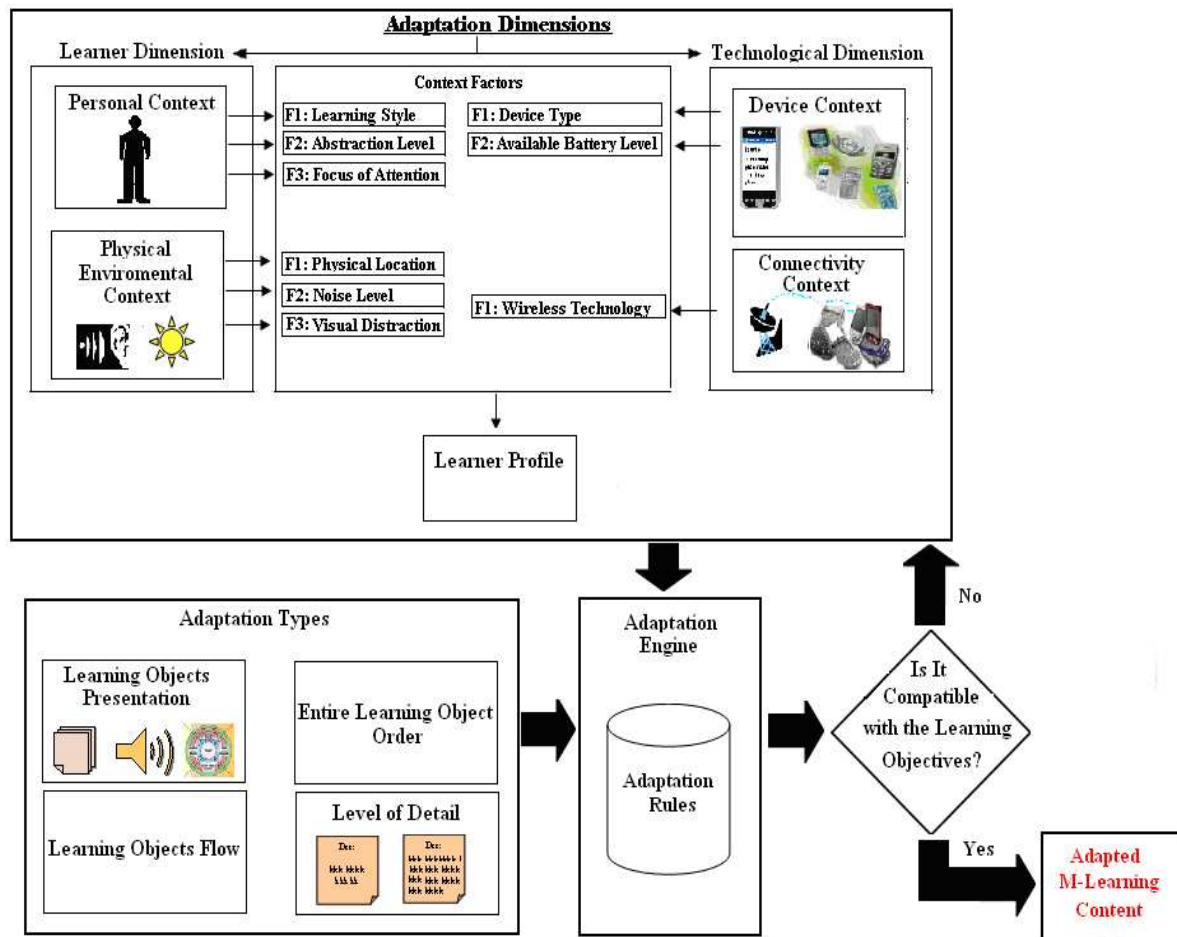 Adaptation Dimensions
Learner Dimension
Technological Dimension
Personal Context
Physical
Enviromental
Context
Context Factors
F1: Learning Style
F2: Abstraction Level
F3: Focus of Attention
F1: Physical Location
F2: Noise Level
F3: Visual Distraction
F1: Device Type
F2: Available Battery Level
F1: Wireless Technology
Device Context
Connectivity
Context
Learner Profile
Adaptation Types
Learning Objects
Presentation
Entire Learning Object
Order
Learning Objects Flow
Level of Detail
Des:
Des:
Adaptation
Engine
Adaptation
Rules
Is It
Compatible
with the Learning
Objectives?
No
Yes
Adapted
M-Learning
Content